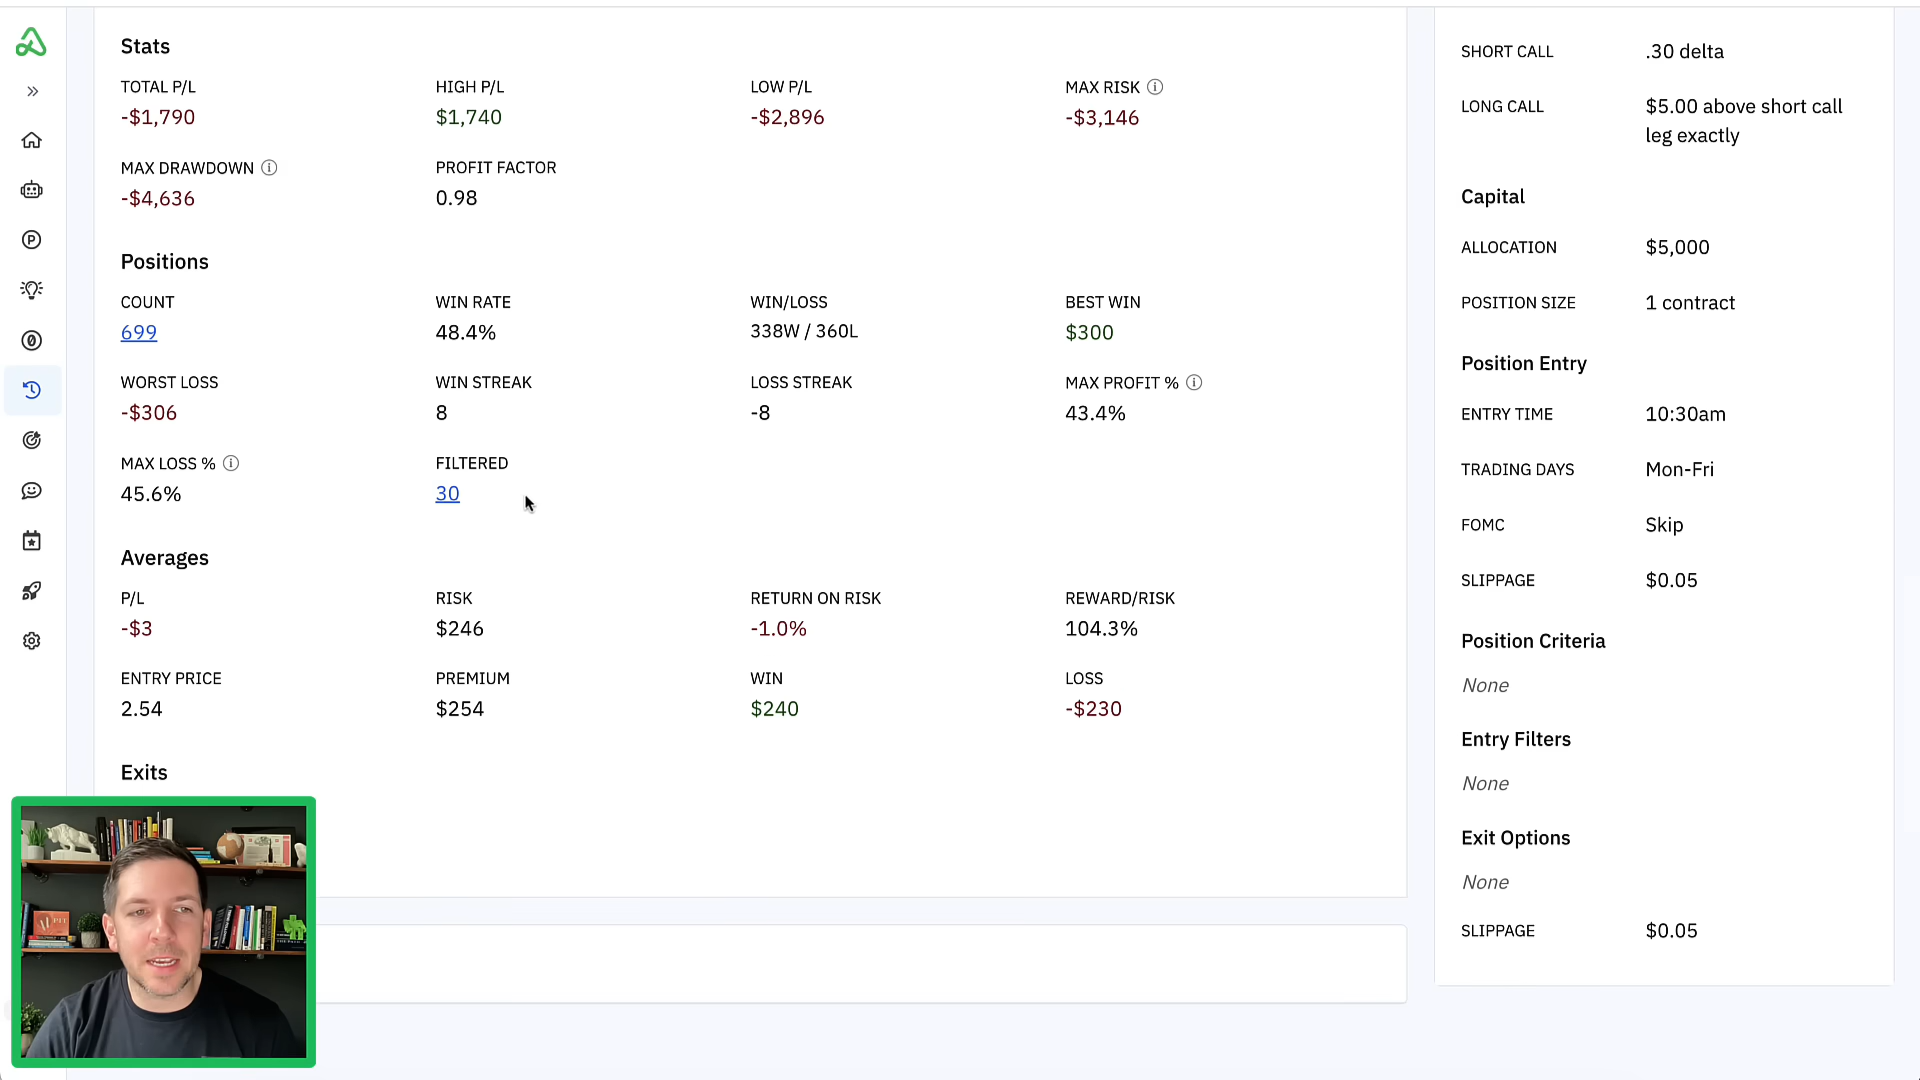 Stats
TOTAL P/L
HIGH P/L
LOW P/L
MAX RISK
-$1,790
$1,740
-$2,896
-$3,146
MAX DRAWDOWN
PROFIT FACTOR
-$4,636
0.98
Positions
COUNT
WIN RATE
WIN/LOSS
BEST WIN
699
48.4%
338W / 360L
$300
WORST LOSS
WIN STREAK
LOSS STREAK
MAX PROFIT %
-$306
8
-8
43.4%
MAX LOSS %
FILTERED
45.6%
30
Averages
P/L
RISK
RETURN ON RISK
REWARD/RISK
-$3
$246
-1.0%
104.3%
ENTRY PRICE
PREMIUM
WIN
LOSS
2.54
$254
$240
-$230
Exits
SHORT CALL
.30 delta
LONG CALL
$5.00 above short call
leg exactly
Capital
ALLOCATION
$5,000
POSITION SIZE
1 contract
Position Entry
ENTRY TIME
10:30am
TRADING DAYS
Mon-Fri
FOMC
Skip
SLIPPAGE
$0.05
Position Criteria
None
Entry Filters
None
Exit Options
None
SLIPPAGE
$0.05